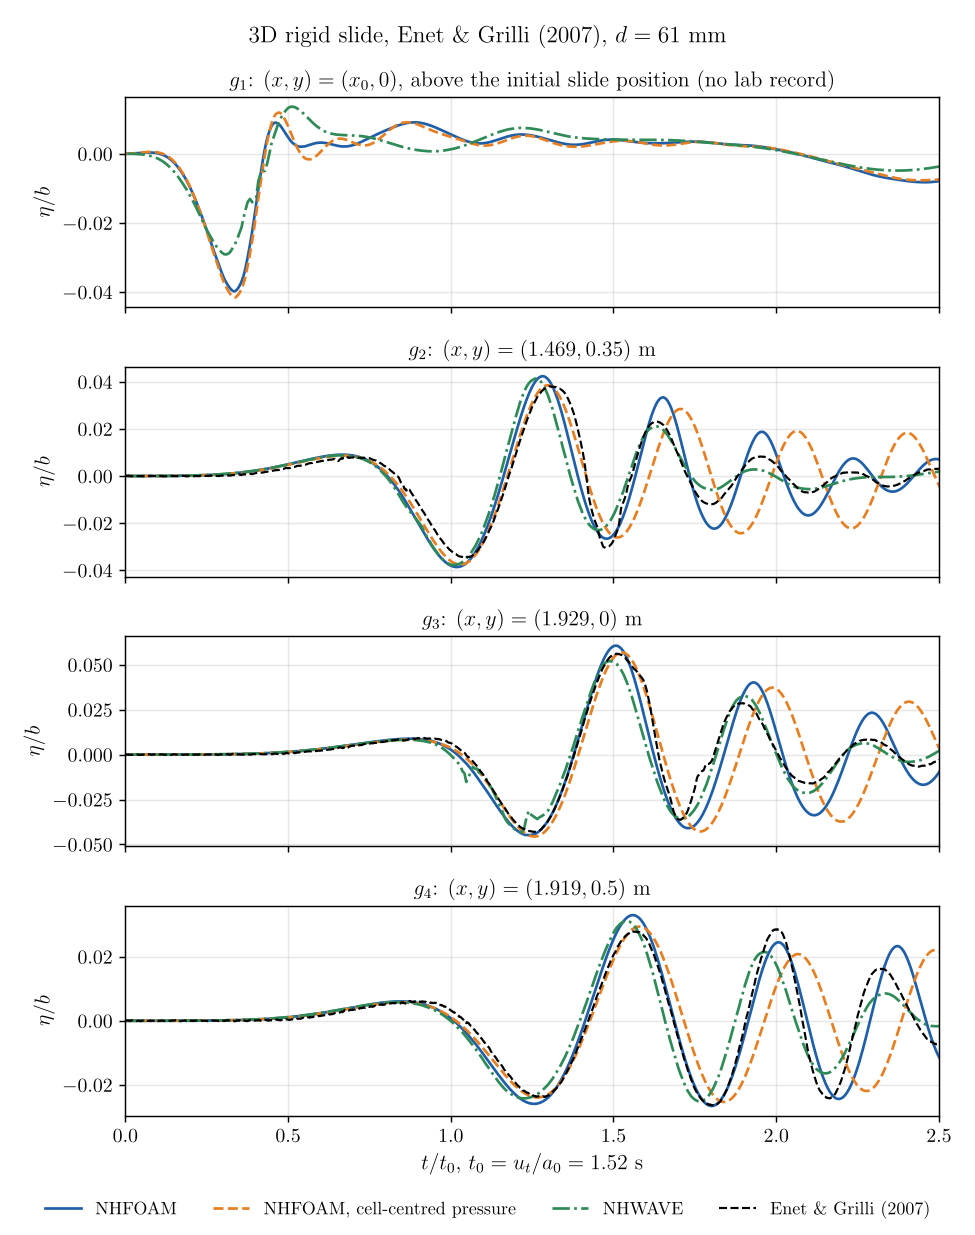 3D rigid slide, Enet & Grilli (2007), d = 61 mm
g₁: (x, y) = (x₀, 0), above the initial slide position (no lab record)
0.00
−0.02
−0.04
η/b
g₂: (x, y) = (1.469, 0.35) m
0.04
0.02
0.00
−0.02
−0.04
η/b
g₃: (x, y) = (1.929, 0) m
0.050
0.025
0.000
−0.025
−0.050
η/b
g₄: (x, y) = (1.919, 0.5) m
0.02
0.00
−0.02
η/b
0.0 0.5 1.0 1.5 2.0 2.5
t/t₀, t₀ = uₜ/a₀ = 1.52 s
NHFOAM NHFOAM, cell-centred pressure NHWAVE Enet & Grilli (2007)